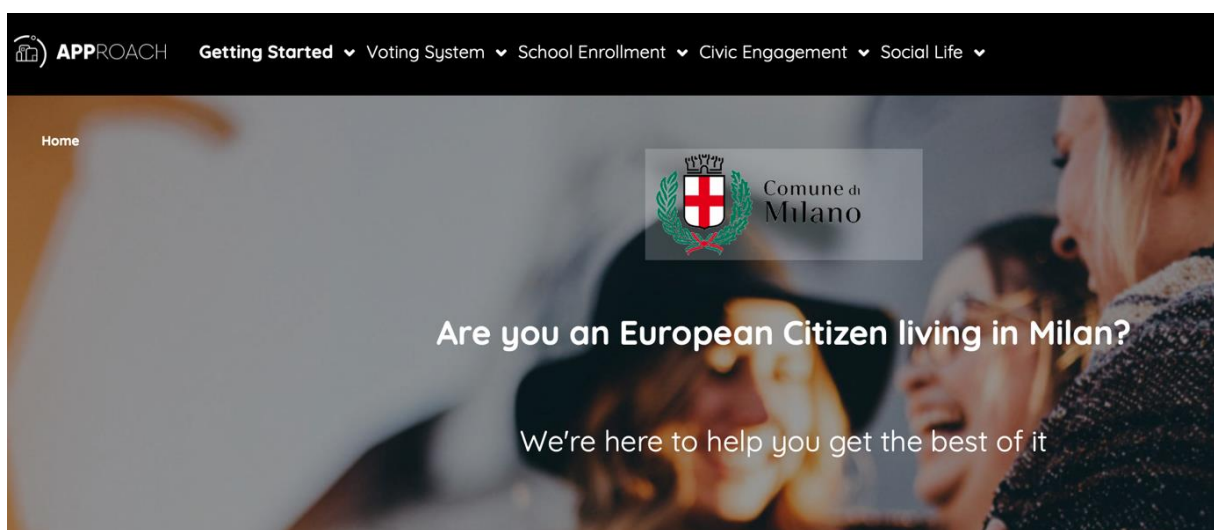 APPROACH Getting Started Voting System School Enrollment Civic Engagement Social Life
Home
Comune di
Milano
Are you an European Citizen living in Milan?
We're here to help you get the best of it